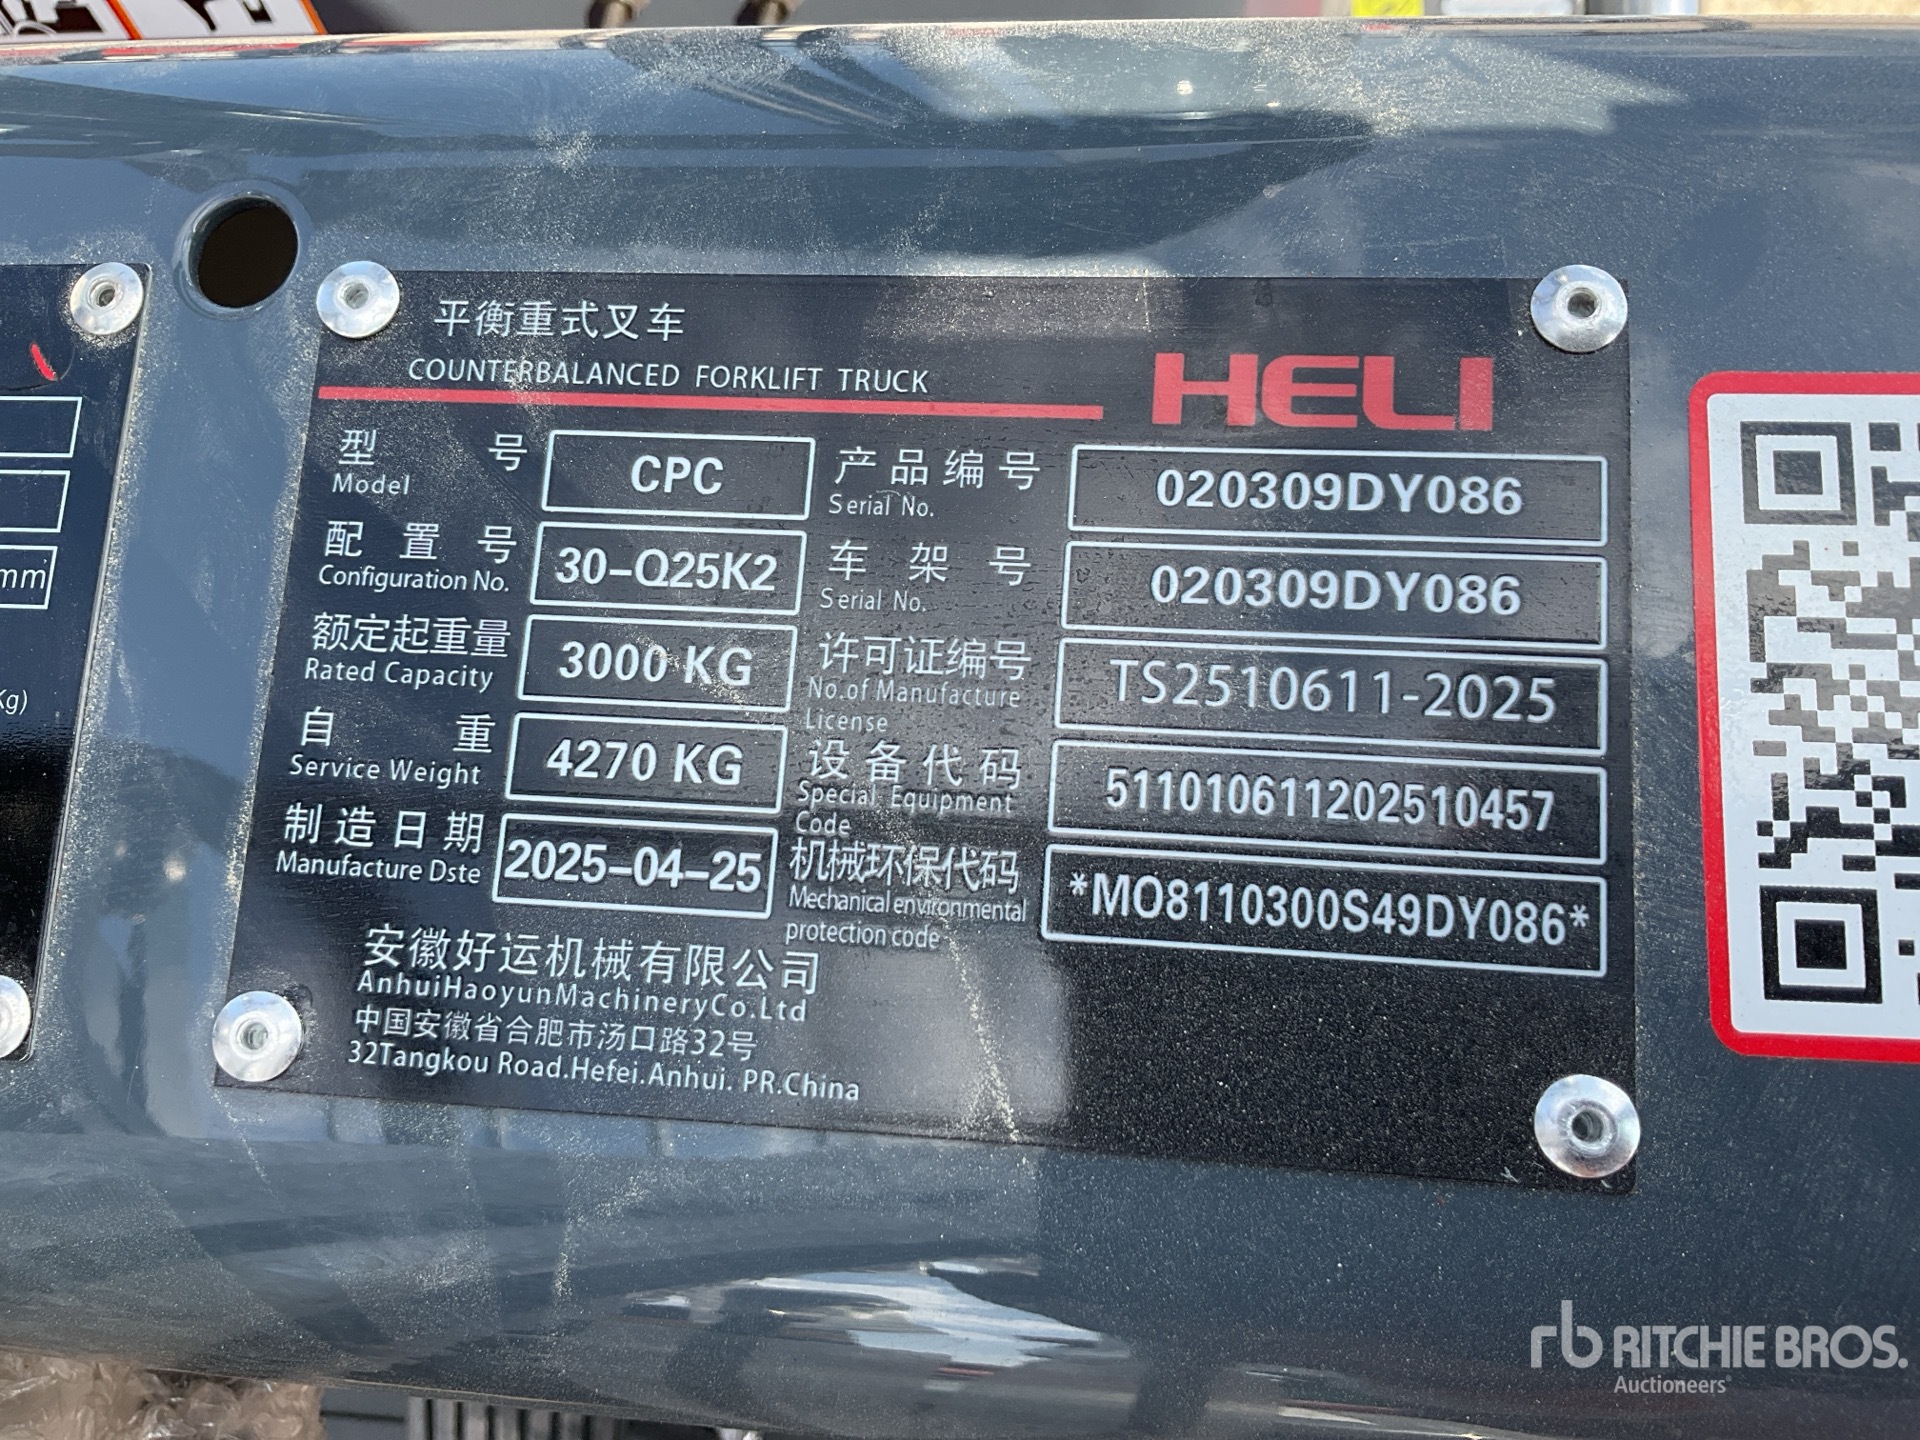 平衡重式叉车
COUNTERBALANCED FORKLIFT TRUCK
HELI
型 号 CPC
Model
产品编号 020309DY086
Serial No.
配置号 30-Q25K2
Configuration No.
车架号 020309DY086
Serial No.
额定起重量 3000 KG
Rated Capacity
许可证编号 TS2510611-2025
No.of Manufacture
License
自重 4270 KG
Service Weight
设备代码 511010611202510457
Special Equipment
Code
制造日期 2025-04-25
Manufacture Dste
机械环保代码 *MO8110300S49DY086*
Mechanical environmental
protection code
安徽好运机械有限公司
AnhuiHaoyunMachineryCo.Ltd
中国安徽省合肥市汤口路32号
32Tangkou Road.Hefei.Anhui. PR.China
mm
Kg)
rb RITCHIE BROS.
Auctioneers